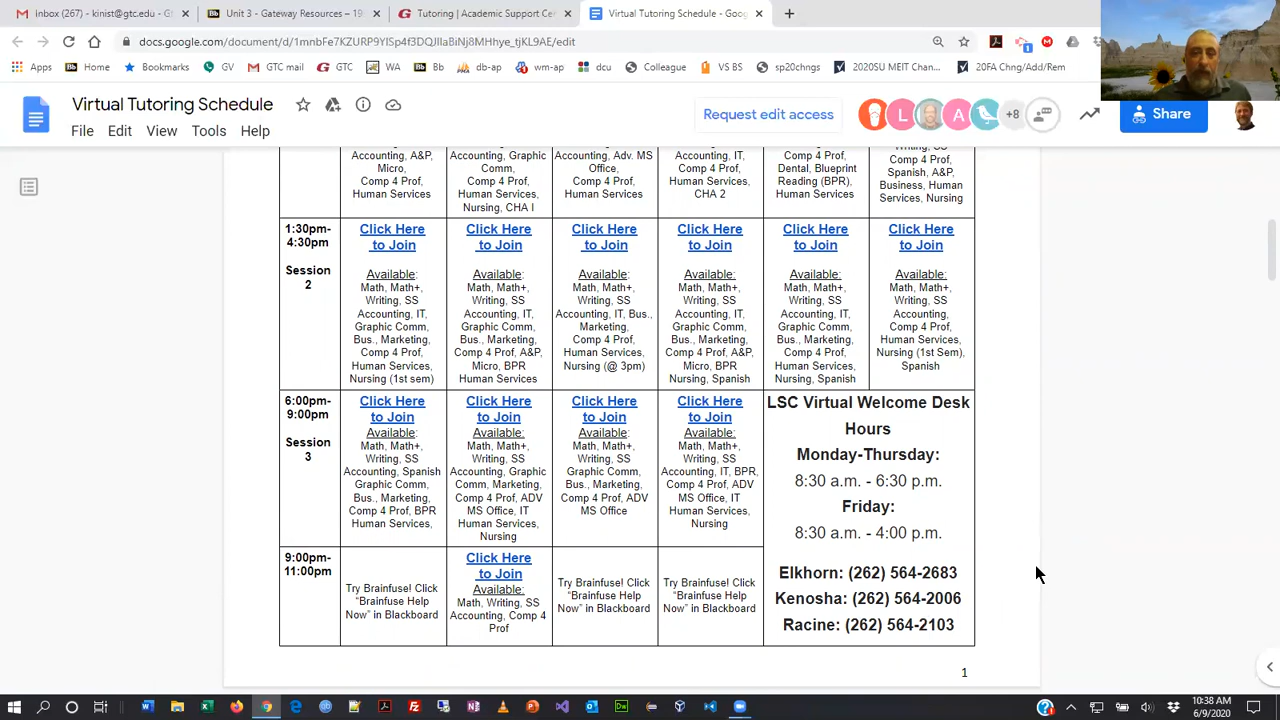 Inbox (267) - kinist@gtc.edu - G
Unit 3 - Gateway Resources – 19
Tutoring | Academic Support Ce
Virtual Tutoring Schedule - Goo
docs.google.com/document/d/1mnbFe7KZURP9YISp4f3DQJIlaBiNj8MHhye_tjKL9AE/edit
Apps
Home
Bookmarks
GV
GTC mail
GTC
WA
Bb
db-ap
wm-ap
dcu
Colleague
VS BS
sp20chngs
2020SU MEIT Chan...
20FA Chng/Add/Rem
Virtual Tutoring Schedule
File Edit View Tools Help
Request edit access
L
A
+8
Share
Accounting, A&P,
Micro,
Comp 4 Prof,
Human Services
Accounting, Graphic
Comm,
Comp 4 Prof,
Human Services,
Nursing, CHA I
Accounting, Adv. MS
Office,
Comp 4 Prof,
Human Services
Accounting, IT,
Comp 4 Prof,
Human Services,
CHA 2
Comp 4 Prof,
Dental, Blueprint
Reading (BPR),
Human Services
Writing, SS
Comp 4 Prof,
Spanish, A&P,
Business, Human
Services, Nursing
1:30pm-
4:30pm
Session
2
Click Here
to Join
Available:
Math, Math+,
Writing, SS
Accounting, IT,
Graphic Comm,
Bus., Marketing,
Comp 4 Prof,
Human Services,
Nursing (1st sem)
Click Here
to Join
Available:
Math, Math+,
Writing, SS
Accounting, IT,
Graphic Comm,
Bus., Marketing,
Comp 4 Prof, A&P,
Micro, BPR
Human Services
Click Here
to Join
Available:
Math, Math+,
Writing, SS
Accounting, IT, Bus.,
Marketing,
Comp 4 Prof,
Human Services,
Nursing (@ 3pm)
Click Here
to Join
Available:
Math, Math+,
Writing, SS
Accounting, IT,
Graphic Comm,
Bus., Marketing,
Comp 4 Prof, A&P,
Micro, BPR
Nursing, Spanish
Click Here
to Join
Available:
Math, Math+,
Writing, SS
Accounting, IT,
Graphic Comm,
Bus., Marketing,
Comp 4 Prof,
Human Services,
Nursing, Spanish
Click Here
to Join
Available:
Math, Math+,
Writing, SS
Accounting,
Comp 4 Prof,
Human Services,
Nursing (1st Sem),
Spanish
6:00pm-
9:00pm
Session
3
Click Here
to Join
Available:
Math, Math+,
Writing, SS
Accounting, Spanish
Graphic Comm,
Bus., Marketing,
Comp 4 Prof, BPR
Human Services,
Click Here
to Join
Available:
Math, Math+,
Writing, SS
Accounting, Graphic
Comm, Marketing,
Comp 4 Prof, ADV
MS Office, IT
Human Services,
Nursing
Click Here
to Join
Available:
Math, Math+,
Writing, SS
Graphic Comm,
Bus., Marketing,
Comp 4 Prof, ADV
MS Office
Click Here
to Join
Available:
Math, Math+,
Writing, SS
Accounting, IT, BPR,
Comp 4 Prof, ADV
MS Office, IT
Human Services,
Nursing
LSC Virtual Welcome Desk
Hours
Monday-Thursday:
8:30 a.m. - 6:30 p.m.
Friday:
8:30 a.m. - 4:00 p.m.
Elkhorn: (262) 564-2683
Kenosha: (262) 564-2006
Racine: (262) 564-2103
9:00pm-
11:00pm
Try Brainfuse! Click
"Brainfuse Help
Now" in Blackboard
Click Here
to Join
Available:
Math, Writing, SS
Accounting, Comp 4
Prof
Try Brainfuse! Click
"Brainfuse Help
Now" in Blackboard
Try Brainfuse! Click
"Brainfuse Help
Now" in Blackboard
1
10:38 AM
6/9/2020